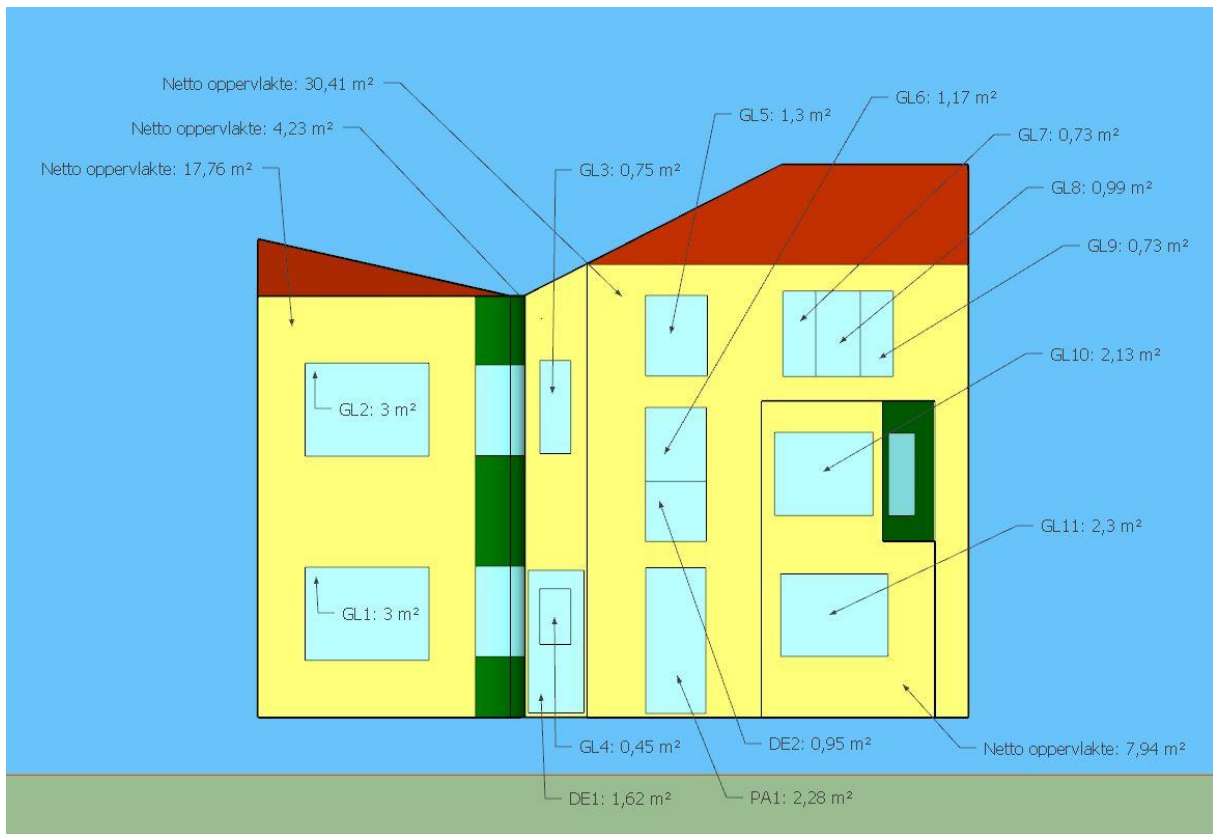 Netto oppervlakte: 30,41 m²
GL6: 1,17 m²
GL5: 1,3 m²
Netto oppervlakte: 4,23 m²
GL7: 0,73 m²
Netto oppervlakte: 17,76 m²
GL3: 0,75 m²
GL8: 0,99 m²
GL9: 0,73 m²
GL10: 2,13 m²
GL2: 3 m²
GL11: 2,3 m²
GL1: 3 m²
GL4: 0,45 m²
DE2: 0,95 m²
Netto oppervlakte: 7,94 m²
DE1: 1,62 m²
PA1: 2,28 m²